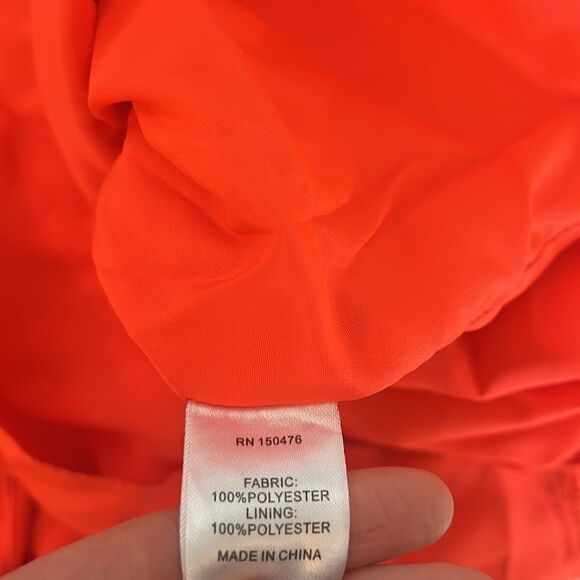 RN 150476
FABRIC:
100%POLYESTER
LINING:
100%POLYESTER
MADE IN CHINA